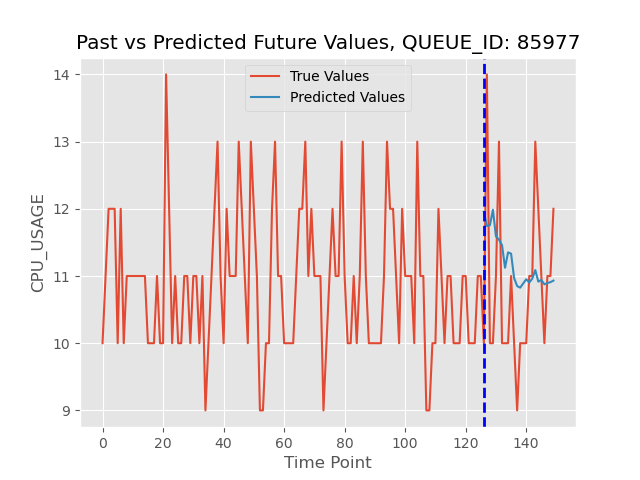 Past vs Predicted Future Values, QUEUE_ID: 85977
True Values
Predicted Values
CPU_USAGE
14
13
12
11
10
9
0 20 40 60 80 100 120 140
Time Point